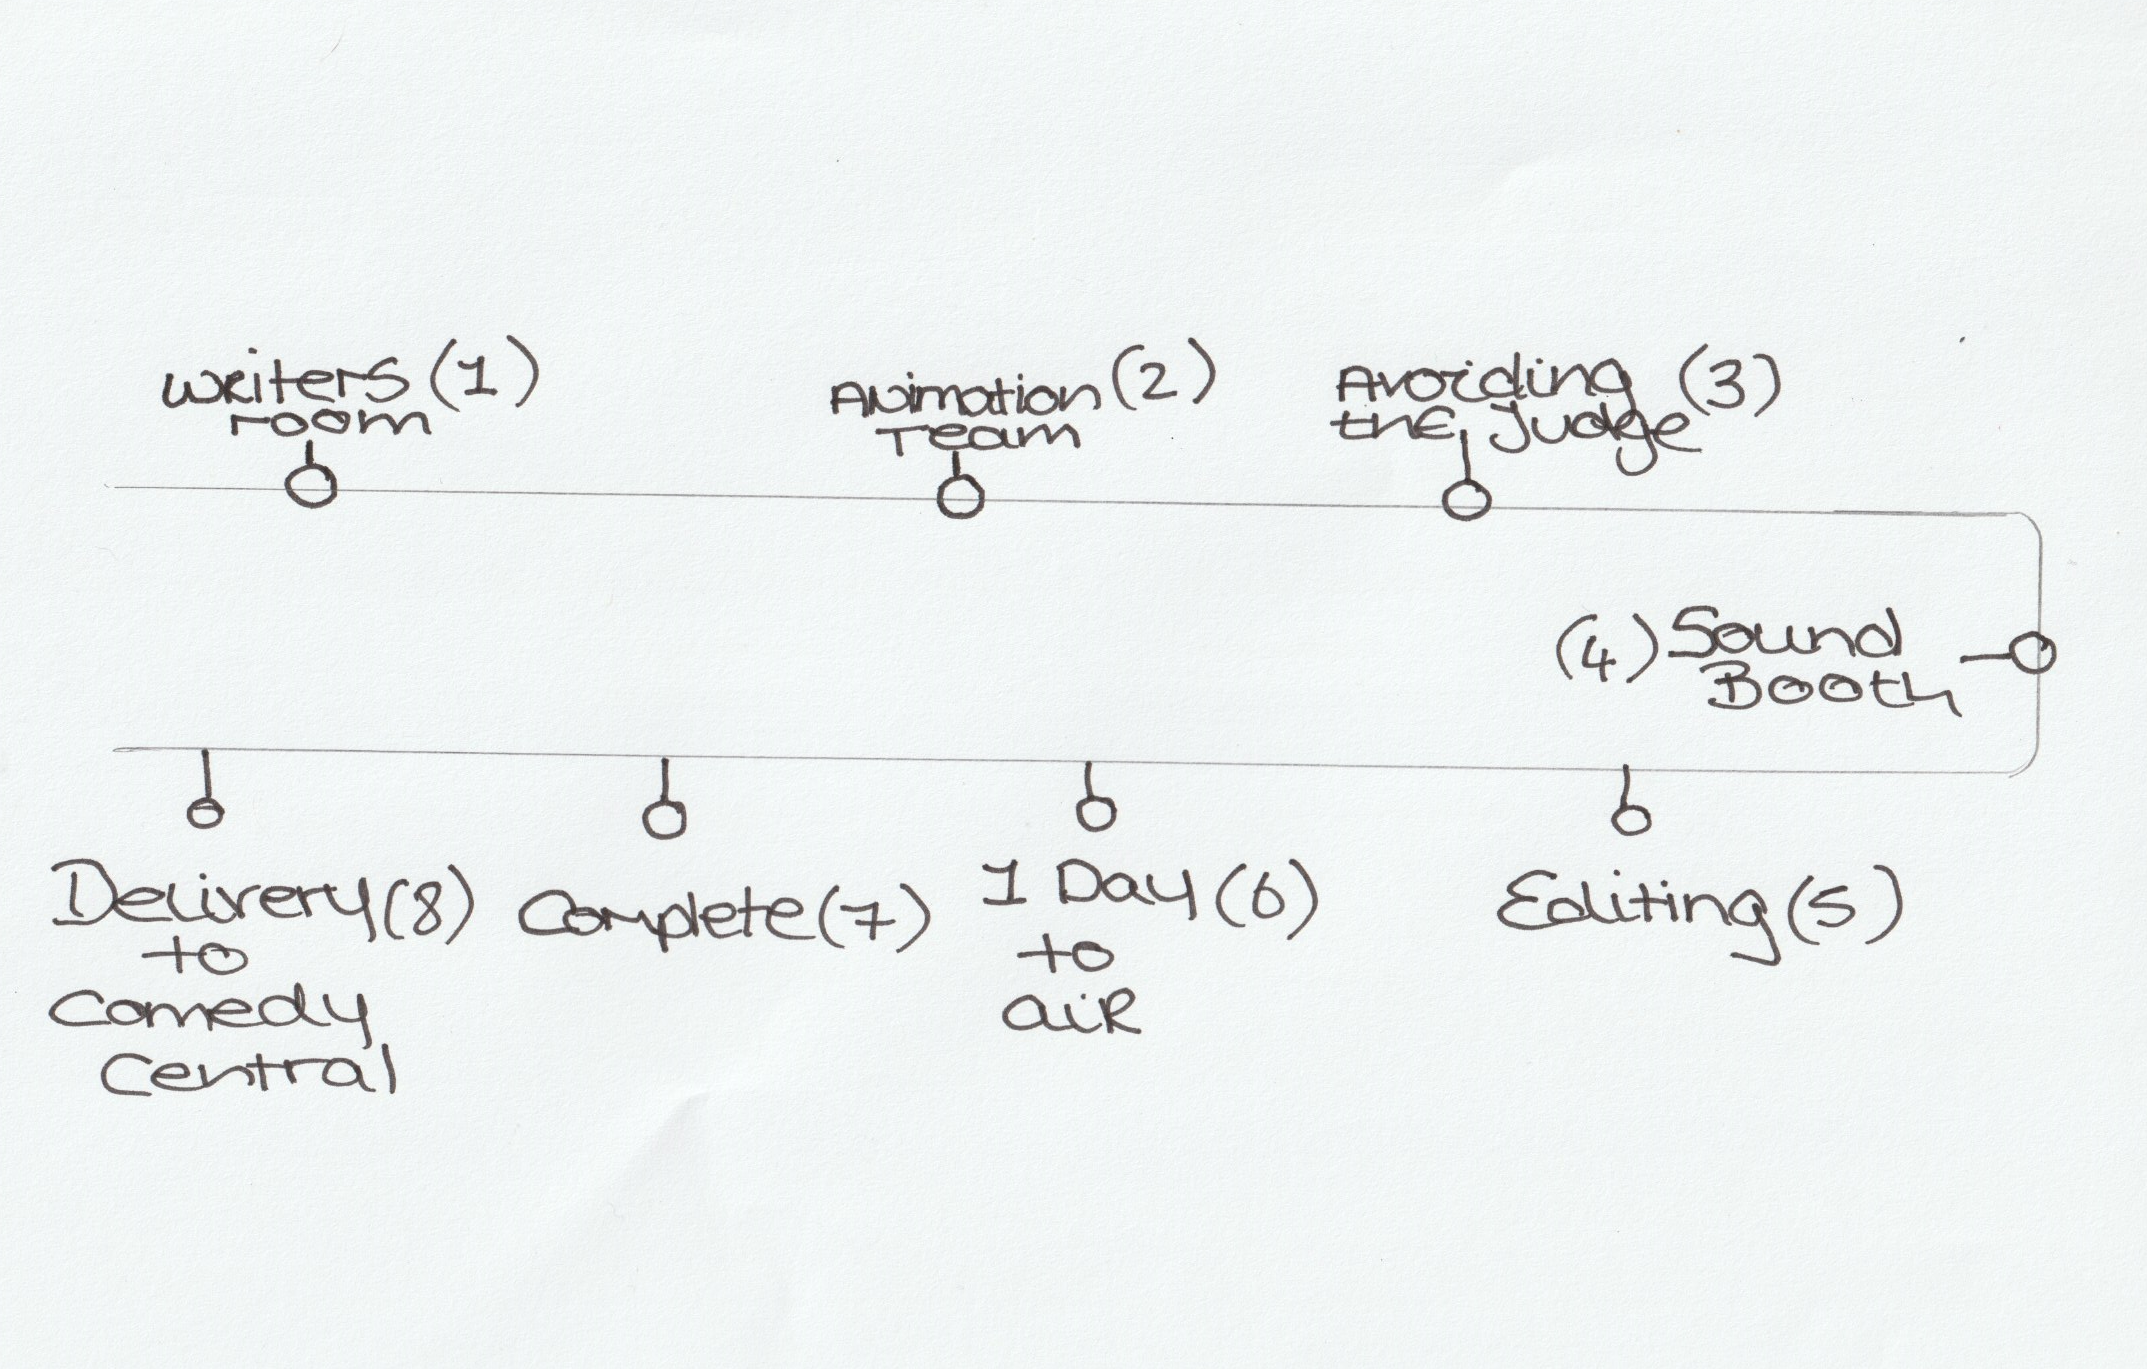 Writers (1)
room
Animation (2)
Team
Avoiding (3)
the Judge
(4) Sound
Booth
Editing (5)
1 Day (6)
to
air
Complete (7)
Delivery (8)
to
Comedy
Central